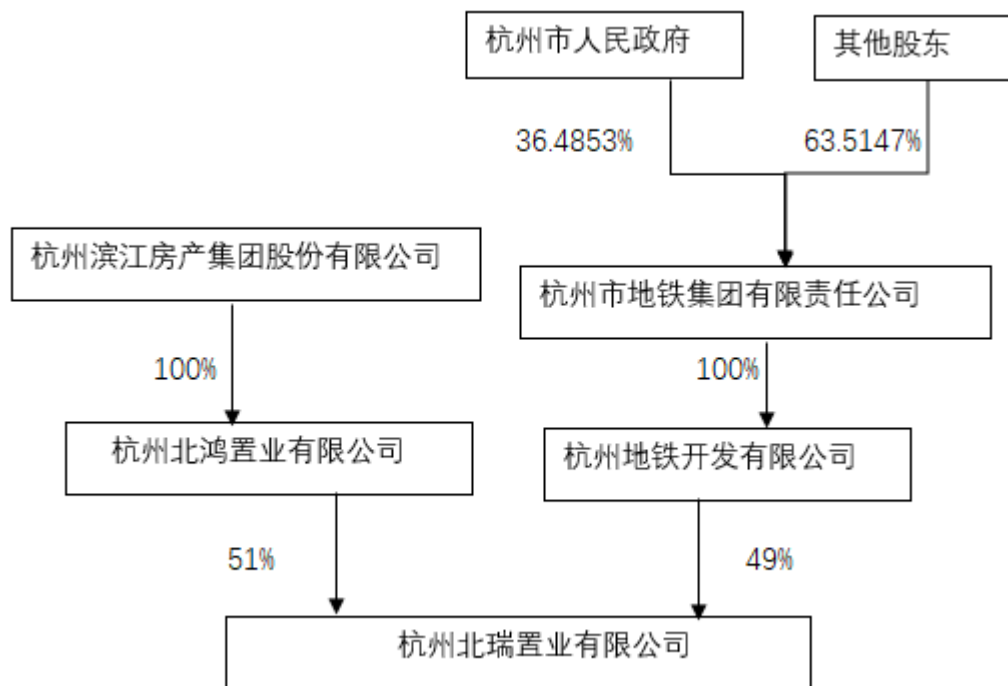 杭州市人民政府
其他股东
36.4853%
63.5147%
杭州滨江房产集团股份有限公司
杭州市地铁集团有限责任公司
100%
100%
杭州北鸿置业有限公司
杭州地铁开发有限公司
51%
49%
杭州北瑞置业有限公司